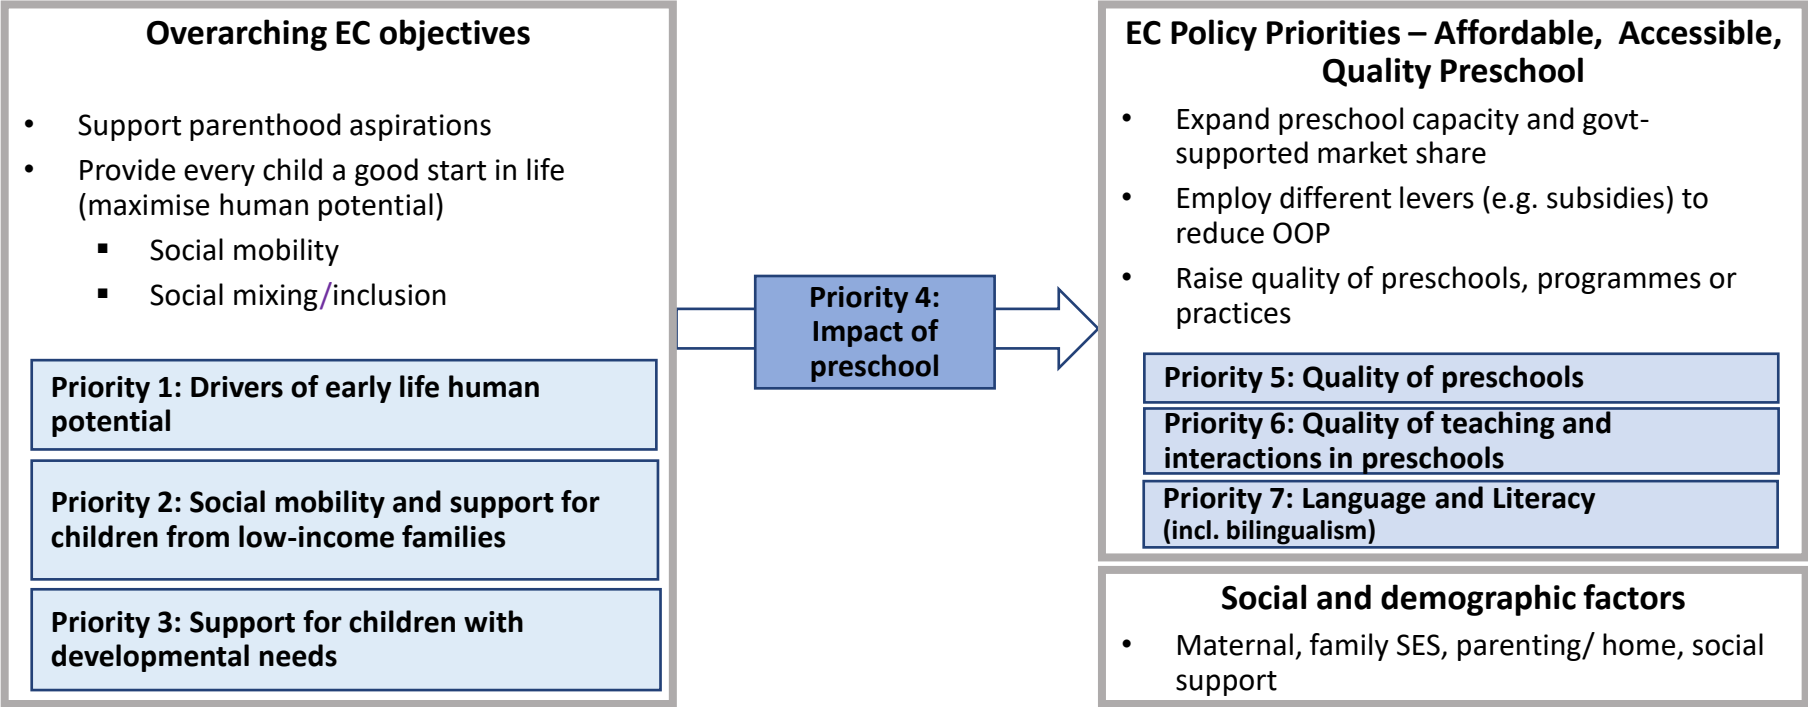 Overarching EC objectives
• Support parenthood aspirations
• Provide every child a good start in life
(maximise human potential)
▪ Social mobility
▪ Social mixing/inclusion
Priority 1: Drivers of early life human
potential
Priority 2: Social mobility and support for
children from low-income families
Priority 3: Support for children with
developmental needs
Priority 4:
Impact of
preschool
EC Policy Priorities – Affordable, Accessible,
Quality Preschool
• Expand preschool capacity and govt-
supported market share
• Employ different levers (e.g. subsidies) to
reduce OOP
• Raise quality of preschools, programmes or
practices
Priority 5: Quality of preschools
Priority 6: Quality of teaching and
interactions in preschools
Priority 7: Language and Literacy
(incl. bilingualism)
Social and demographic factors
• Maternal, family SES, parenting/ home, social
support